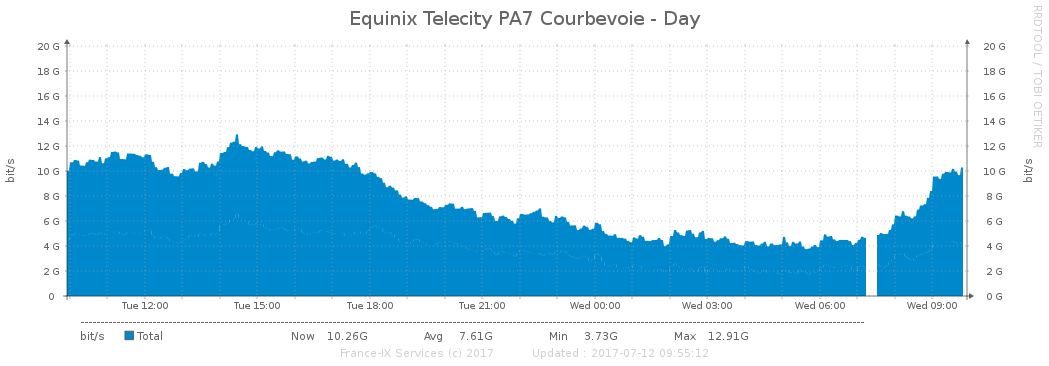 Equinix Telecity PA7 Courbevoie - Day
RRDTOOL / TOBI OETIKER
bit/s
bit/s
20 G 20 G
18 G 18 G
16 G 16 G
14 G 14 G
12 G 12 G
10 G 10 G
8 G 8 G
6 G 6 G
4 G 4 G
2 G 2 G
0 0 G
Tue 12:00 Tue 15:00 Tue 18:00 Tue 21:00 Wed 00:00 Wed 03:00 Wed 06:00 Wed 09:00
bit/s Total Now 10.26G Avg 7.61G Min 3.73G Max 12.91G
France-IX Services (c) 2017 Updated : 2017-07-12 09:55:12